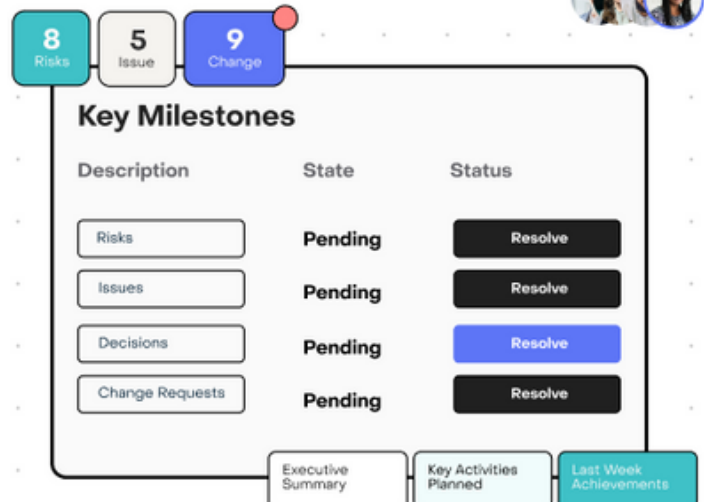 8
Risks
5
Issue
9
Change
Key Milestones
Description State Status
Risks Pending Resolve
Issues Pending Resolve
Decisions Pending Resolve
Change Requests Pending Resolve
Executive
Summary
Key Activities
Planned
Last Week
Achievements